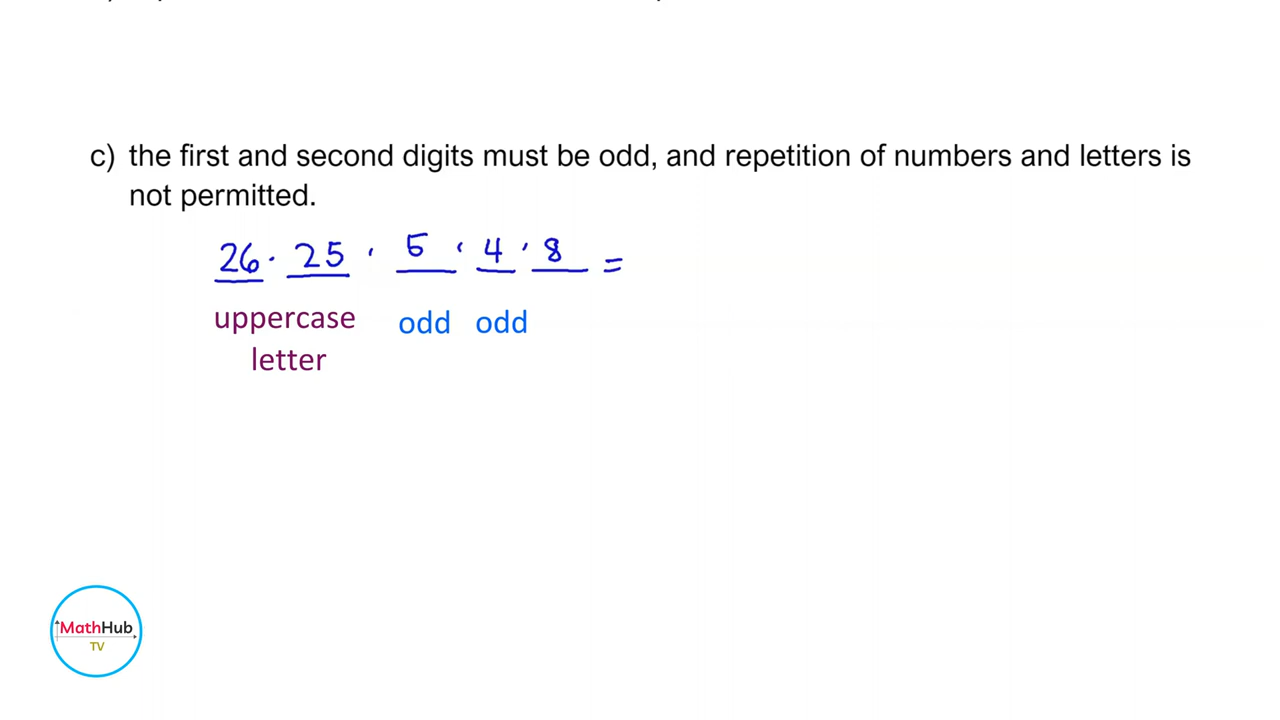 c) the first and second digits must be odd, and repetition of numbers and letters is
not permitted.
26 · 25 · 5 · 4 · 8 =
uppercase odd odd
letter
MathHub
TV